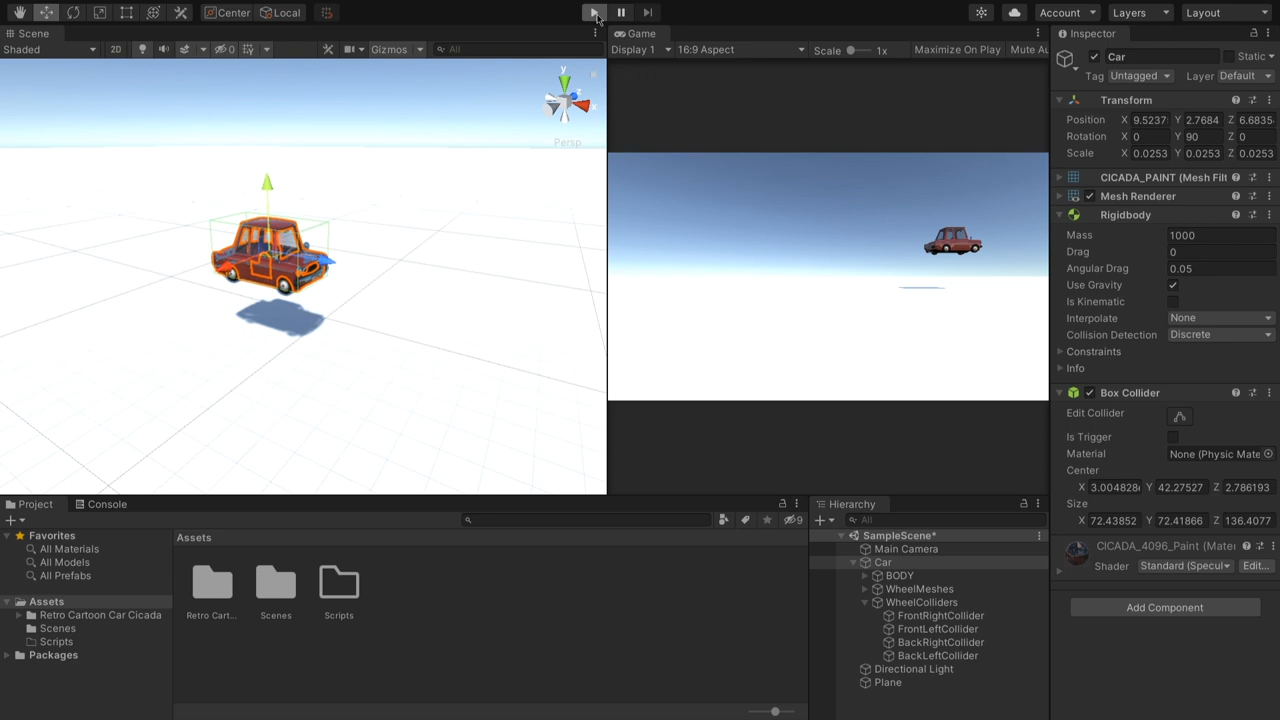 Center
Local
Account
Layers
Layout
Scene
Shaded
2D
0
Gizmos
All
y
x
z
Persp
Game
Display 1
16:9 Aspect
Scale
1x
Maximize On Play
Mute Au
Inspector
Car
Static
Tag Untagged
Layer Default
Transform
Position X 9.5237 Y 2.7684 Z 6.6835
Rotation X 0 Y 90 Z 0
Scale X 0.0253 Y 0.0253 Z 0.0253
CICADA_PAINT (Mesh Filt
Mesh Renderer
Rigidbody
Mass 1000
Drag 0
Angular Drag 0.05
Use Gravity
Is Kinematic
Interpolate None
Collision Detection Discrete
Constraints
Info
Box Collider
Edit Collider
Is Trigger
Material None (Physic Mate
Center
X 3.004828 Y 42.27527 Z 2.786193
Size
X 72.43852 Y 72.41866 Z 136.4077
CICADA_4096_Paint (Mater
Shader Standard (Specul
Edit...
Add Component
Project
Console
9
Favorites
All Materials
All Models
All Prefabs
Assets
Retro Cartoon Car Cicada
Scenes
Scripts
Packages
Assets
Retro Cart...
Scenes
Scripts
Hierarchy
All
SampleScene*
Main Camera
Car
BODY
WheelMeshes
WheelColliders
FrontRightCollider
FrontLeftCollider
BackRightCollider
BackLeftCollider
Directional Light
Plane